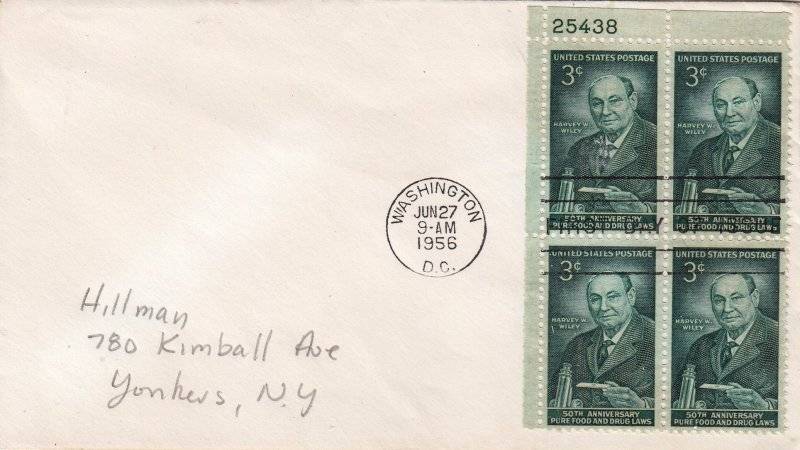 25438
UNITED STATES POSTAGE
3¢
HARVEY W.
WILEY
50TH ANNIVERSARY
PURE FOOD AND DRUG LAWS
UNITED STATES POSTAGE
3¢
HARVEY W.
WILEY
50TH ANNIVERSARY
PURE FOOD AND DRUG LAWS
FIRST DAY
UNITED STATES POSTAGE
3¢
HARVEY W.
WILEY
50TH ANNIVERSARY
PURE FOOD AND DRUG LAWS
UNITED STATES POSTAGE
3¢
HARVEY W.
WILEY
50TH ANNIVERSARY
PURE FOOD AND DRUG LAWS
WASHINGTON
JUN 27
9-AM
1956
D.C.
Hillman
780 Kimball Ave
Yonkers, N.Y